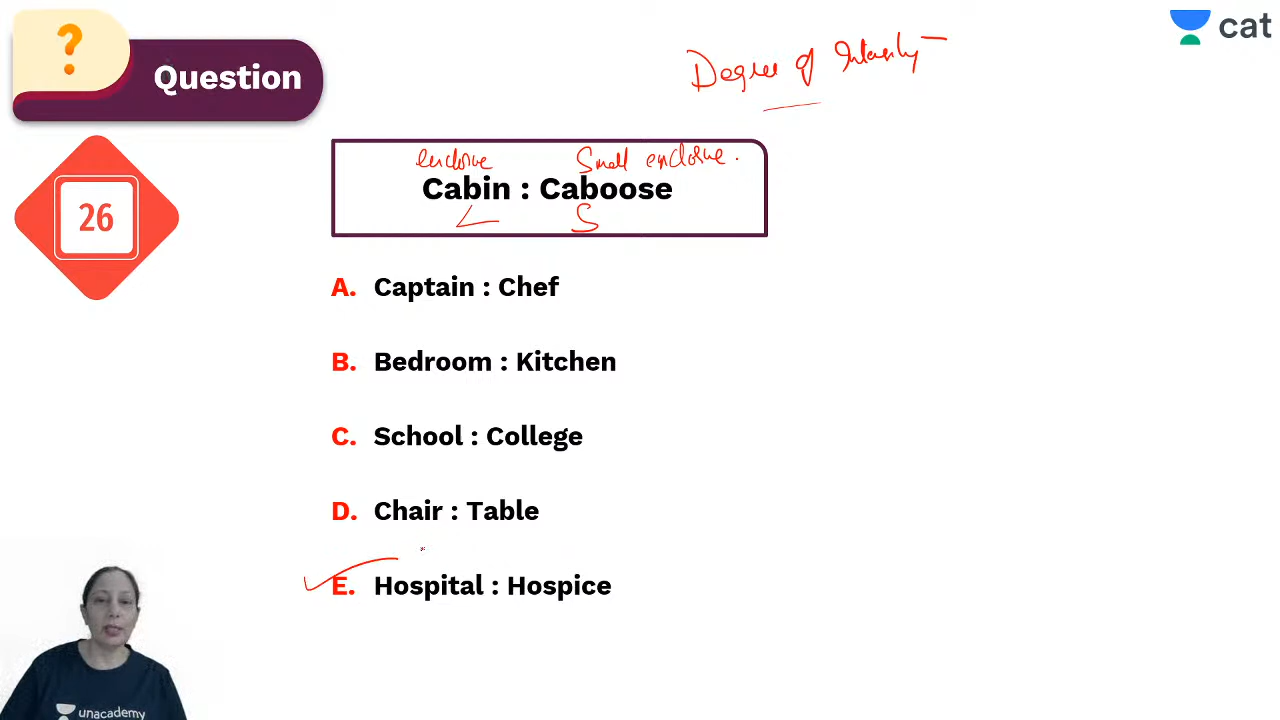 ?
Question
Degree of Intensity -
cat
26
enclosure Small enclosure.
Cabin : Caboose
L S
A. Captain : Chef
B. Bedroom : Kitchen
C. School : College
D. Chair : Table
E. Hospital : Hospice
unacademy